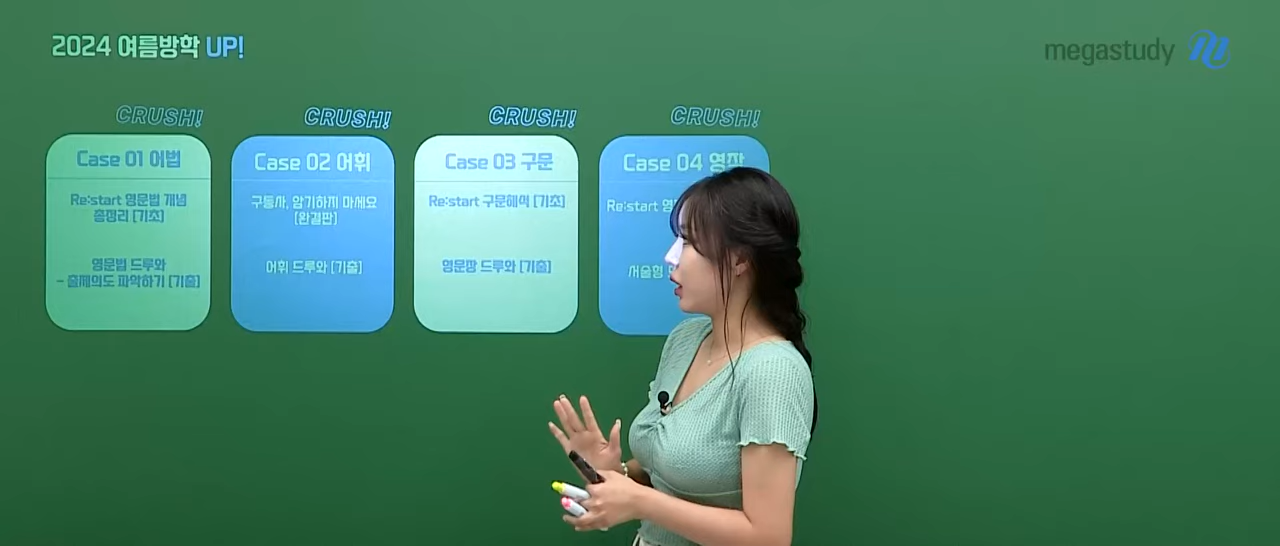 2024 여름방학 UP!
megastudy
CRUSH!
CRUSH!
CRUSH!
CRUSH!
Case 01 어법
Re:start 영문법 개념
총정리 [기초]
영문법 드루와
- 출제의도 파악하기 [기출]
Case 02 어휘
구동사, 암기하지 마세요
[완결판]
어휘 드루와 [기출]
Case 03 구문
Re:start 구문해석 [기초]
영문장 드루와 [기출]
Case 04 영작
Re:start
서술형